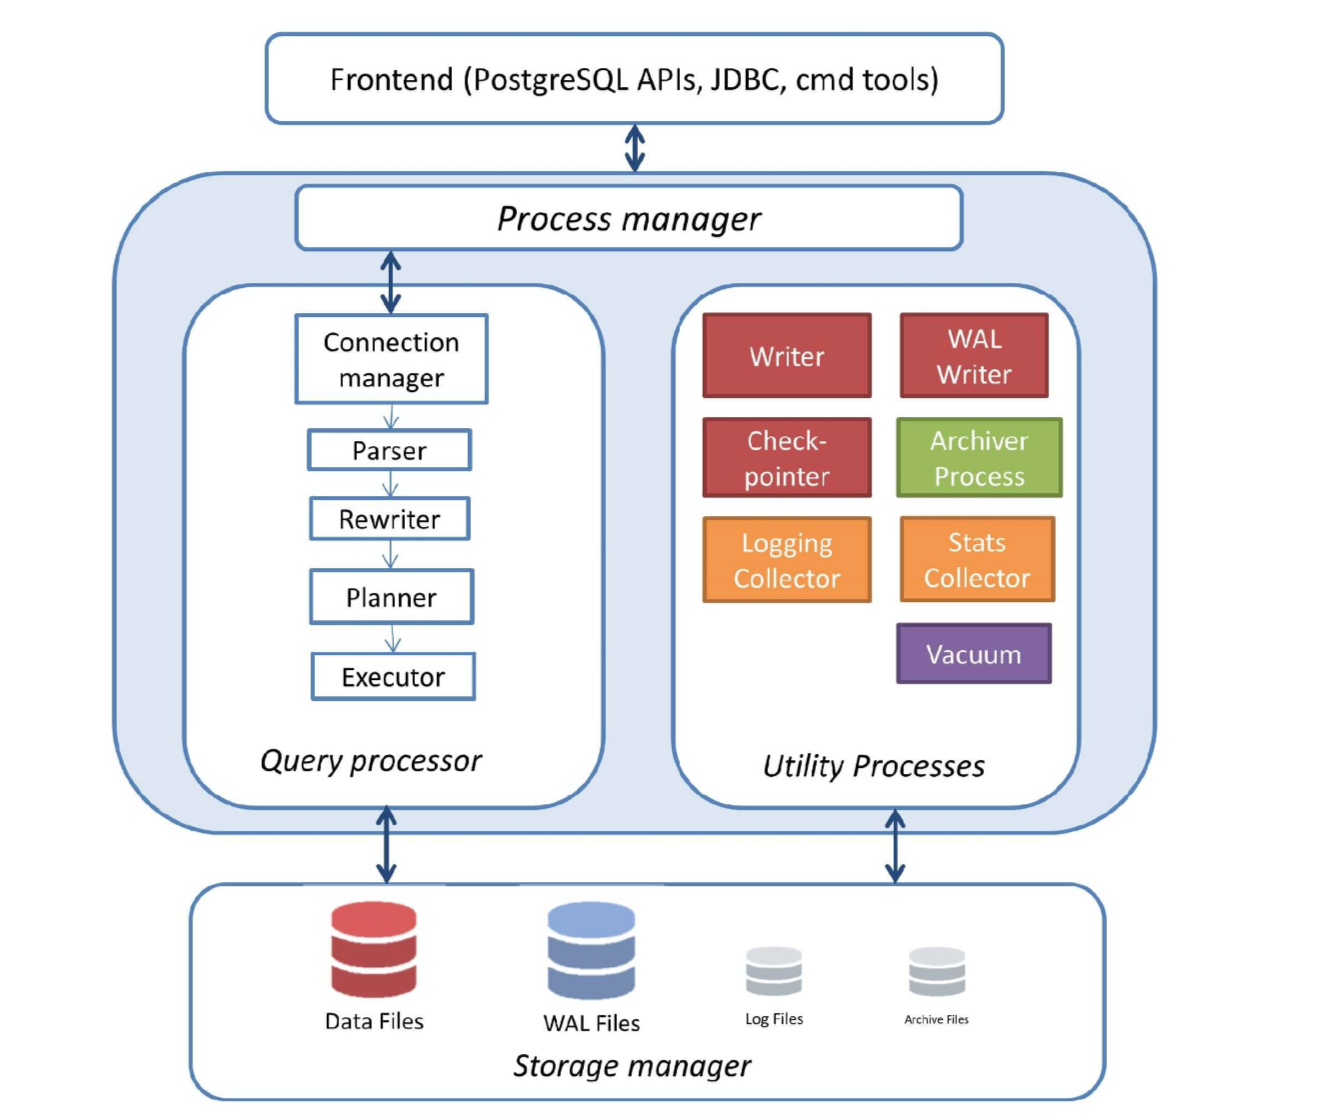 Frontend (PostgreSQL APIs, JDBC, cmd tools)
Process manager
Connection
manager
Parser
Rewriter
Planner
Executor
Query processor
Writer
WAL
Writer
Check-
pointer
Archiver
Process
Logging
Collector
Stats
Collector
Vacuum
Utility Processes
Data Files
WAL Files
Log Files
Archive Files
Storage manager